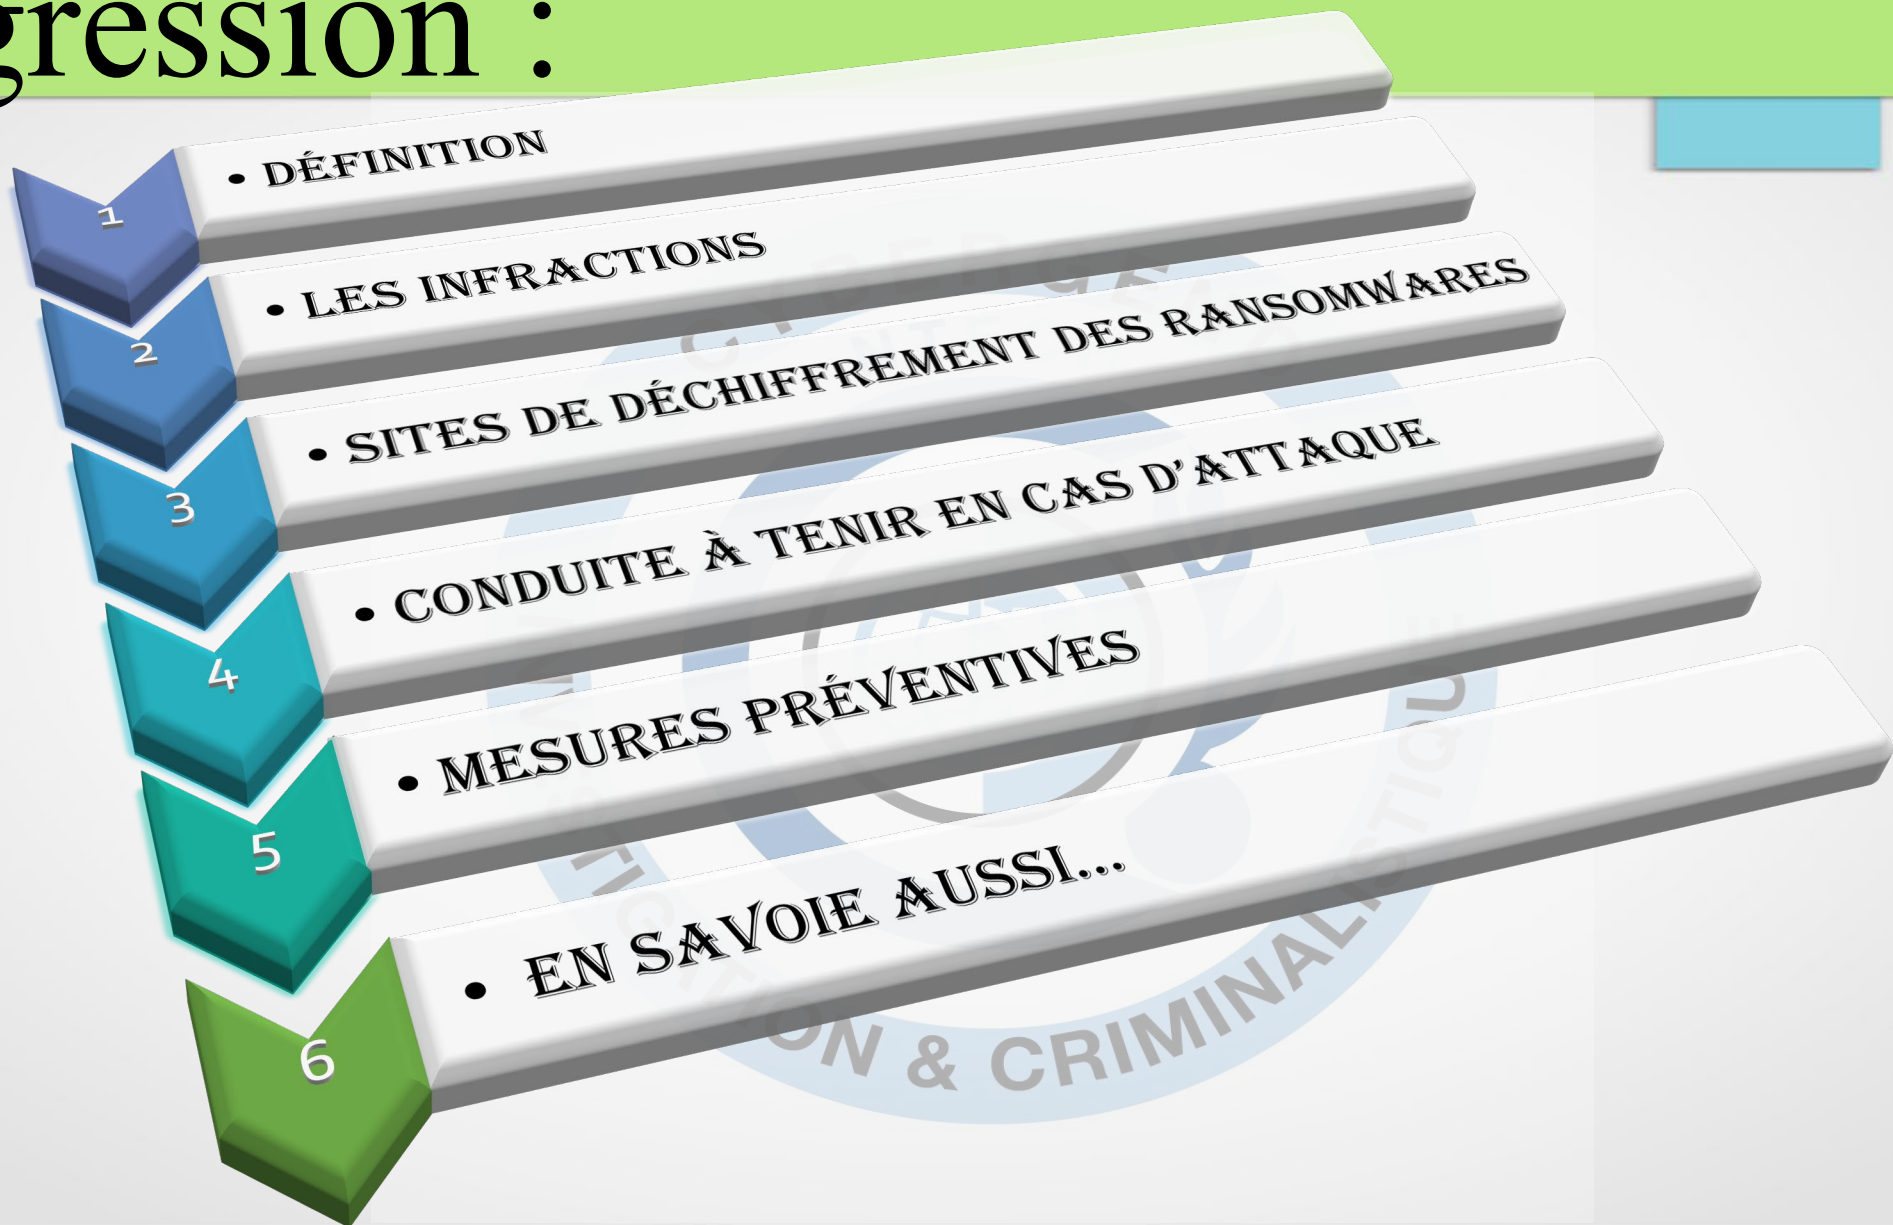 gression :
1
• DÉFINITION
2
• LES INFRACTIONS
3
• SITES DE DÉCHIFFREMENT DES RANSOMWARES
4
• CONDUITE À TENIR EN CAS D'ATTAQUE
5
• MESURES PRÉVENTIVES
6
• EN SAVOIE AUSSI...
& CRIMINALISTIQUE